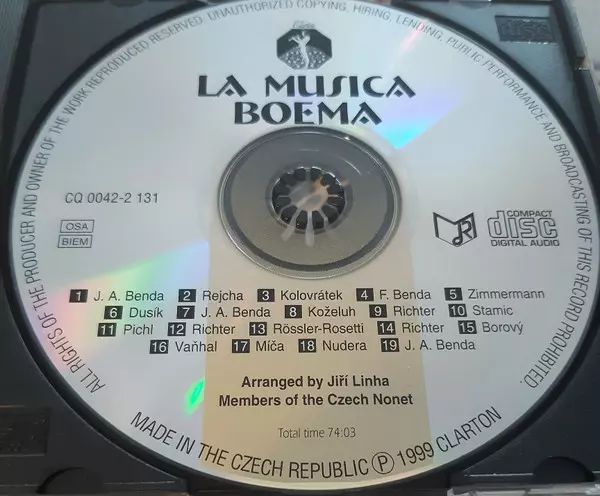 ALL RIGHTS OF THE PRODUCER AND OWNER OF THE WORK REPRODUCED RESERVED. UNAUTHORIZED COPYING, HIRING, LENDING, PUBLIC PERFORMANCE AND BROADCASTING OF THIS RECORD PROHIBITED.
LA MUSICA
BOEMA
CQ 0042-2 131
OSA
BIEM
COMPACT
disc
DIGITAL AUDIO
1 J. A. Benda 2 Rejcha 3 Kolovrátek 4 F. Benda 5 Zimmermann
6 Dusík 7 J. A. Benda 8 Koželuh 9 Richter 10 Stamic
11 Pichl 12 Richter 13 Rössler-Rosetti 14 Richter 15 Borový
16 Vaňhal 17 Míča 18 Nudera 19 J. A. Benda
Arranged by Jiří Linha
Members of the Czech Nonet
Total time 74:03
MADE IN THE CZECH REPUBLIC Ⓟ 1999 CLARTON